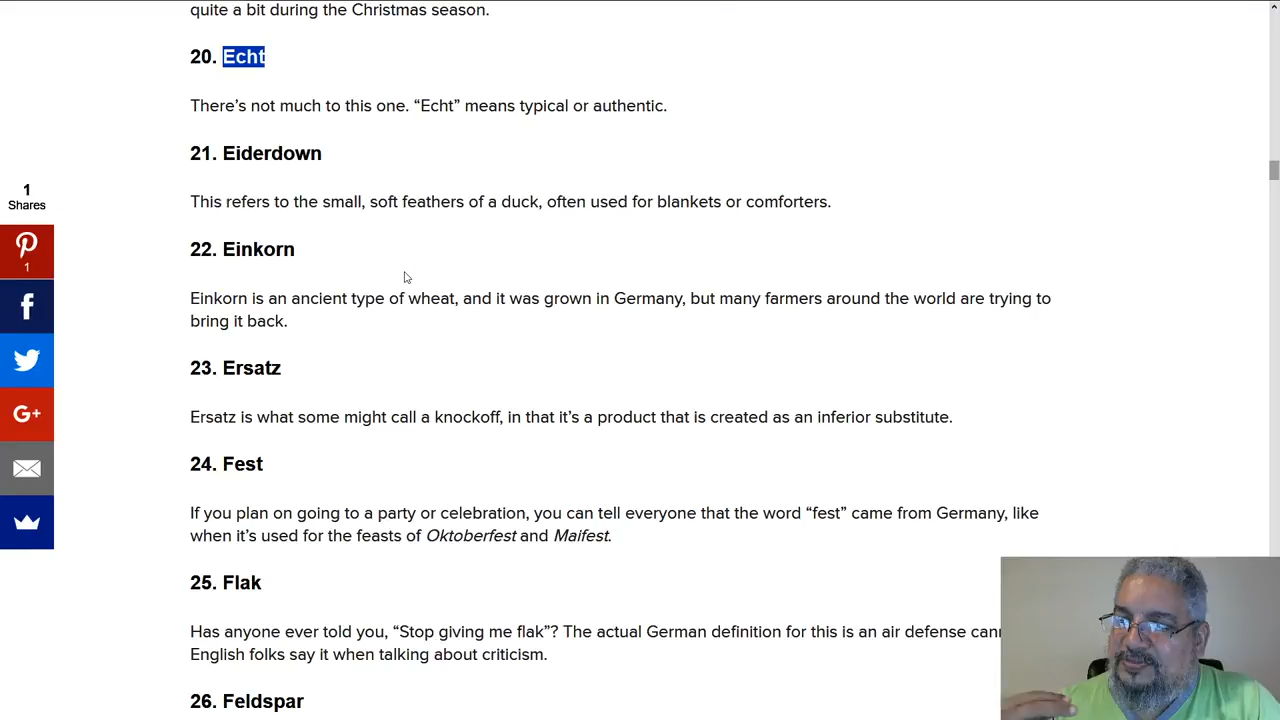 quite a bit during the Christmas season.
20. Echt
There's not much to this one. “Echt” means typical or authentic.
21. Eiderdown
This refers to the small, soft feathers of a duck, often used for blankets or comforters.
22. Einkorn
Einkorn is an ancient type of wheat, and it was grown in Germany, but many farmers around the world are trying to
bring it back.
23. Ersatz
Ersatz is what some might call a knockoff, in that it's a product that is created as an inferior substitute.
24. Fest
If you plan on going to a party or celebration, you can tell everyone that the word “fest” came from Germany, like
when it's used for the feasts of Oktoberfest and Maifest.
25. Flak
Has anyone ever told you, “Stop giving me flak”? The actual German definition for this is an air defense
English folks say it when talking about criticism.
26. Feldspar
1
Shares
1
G+